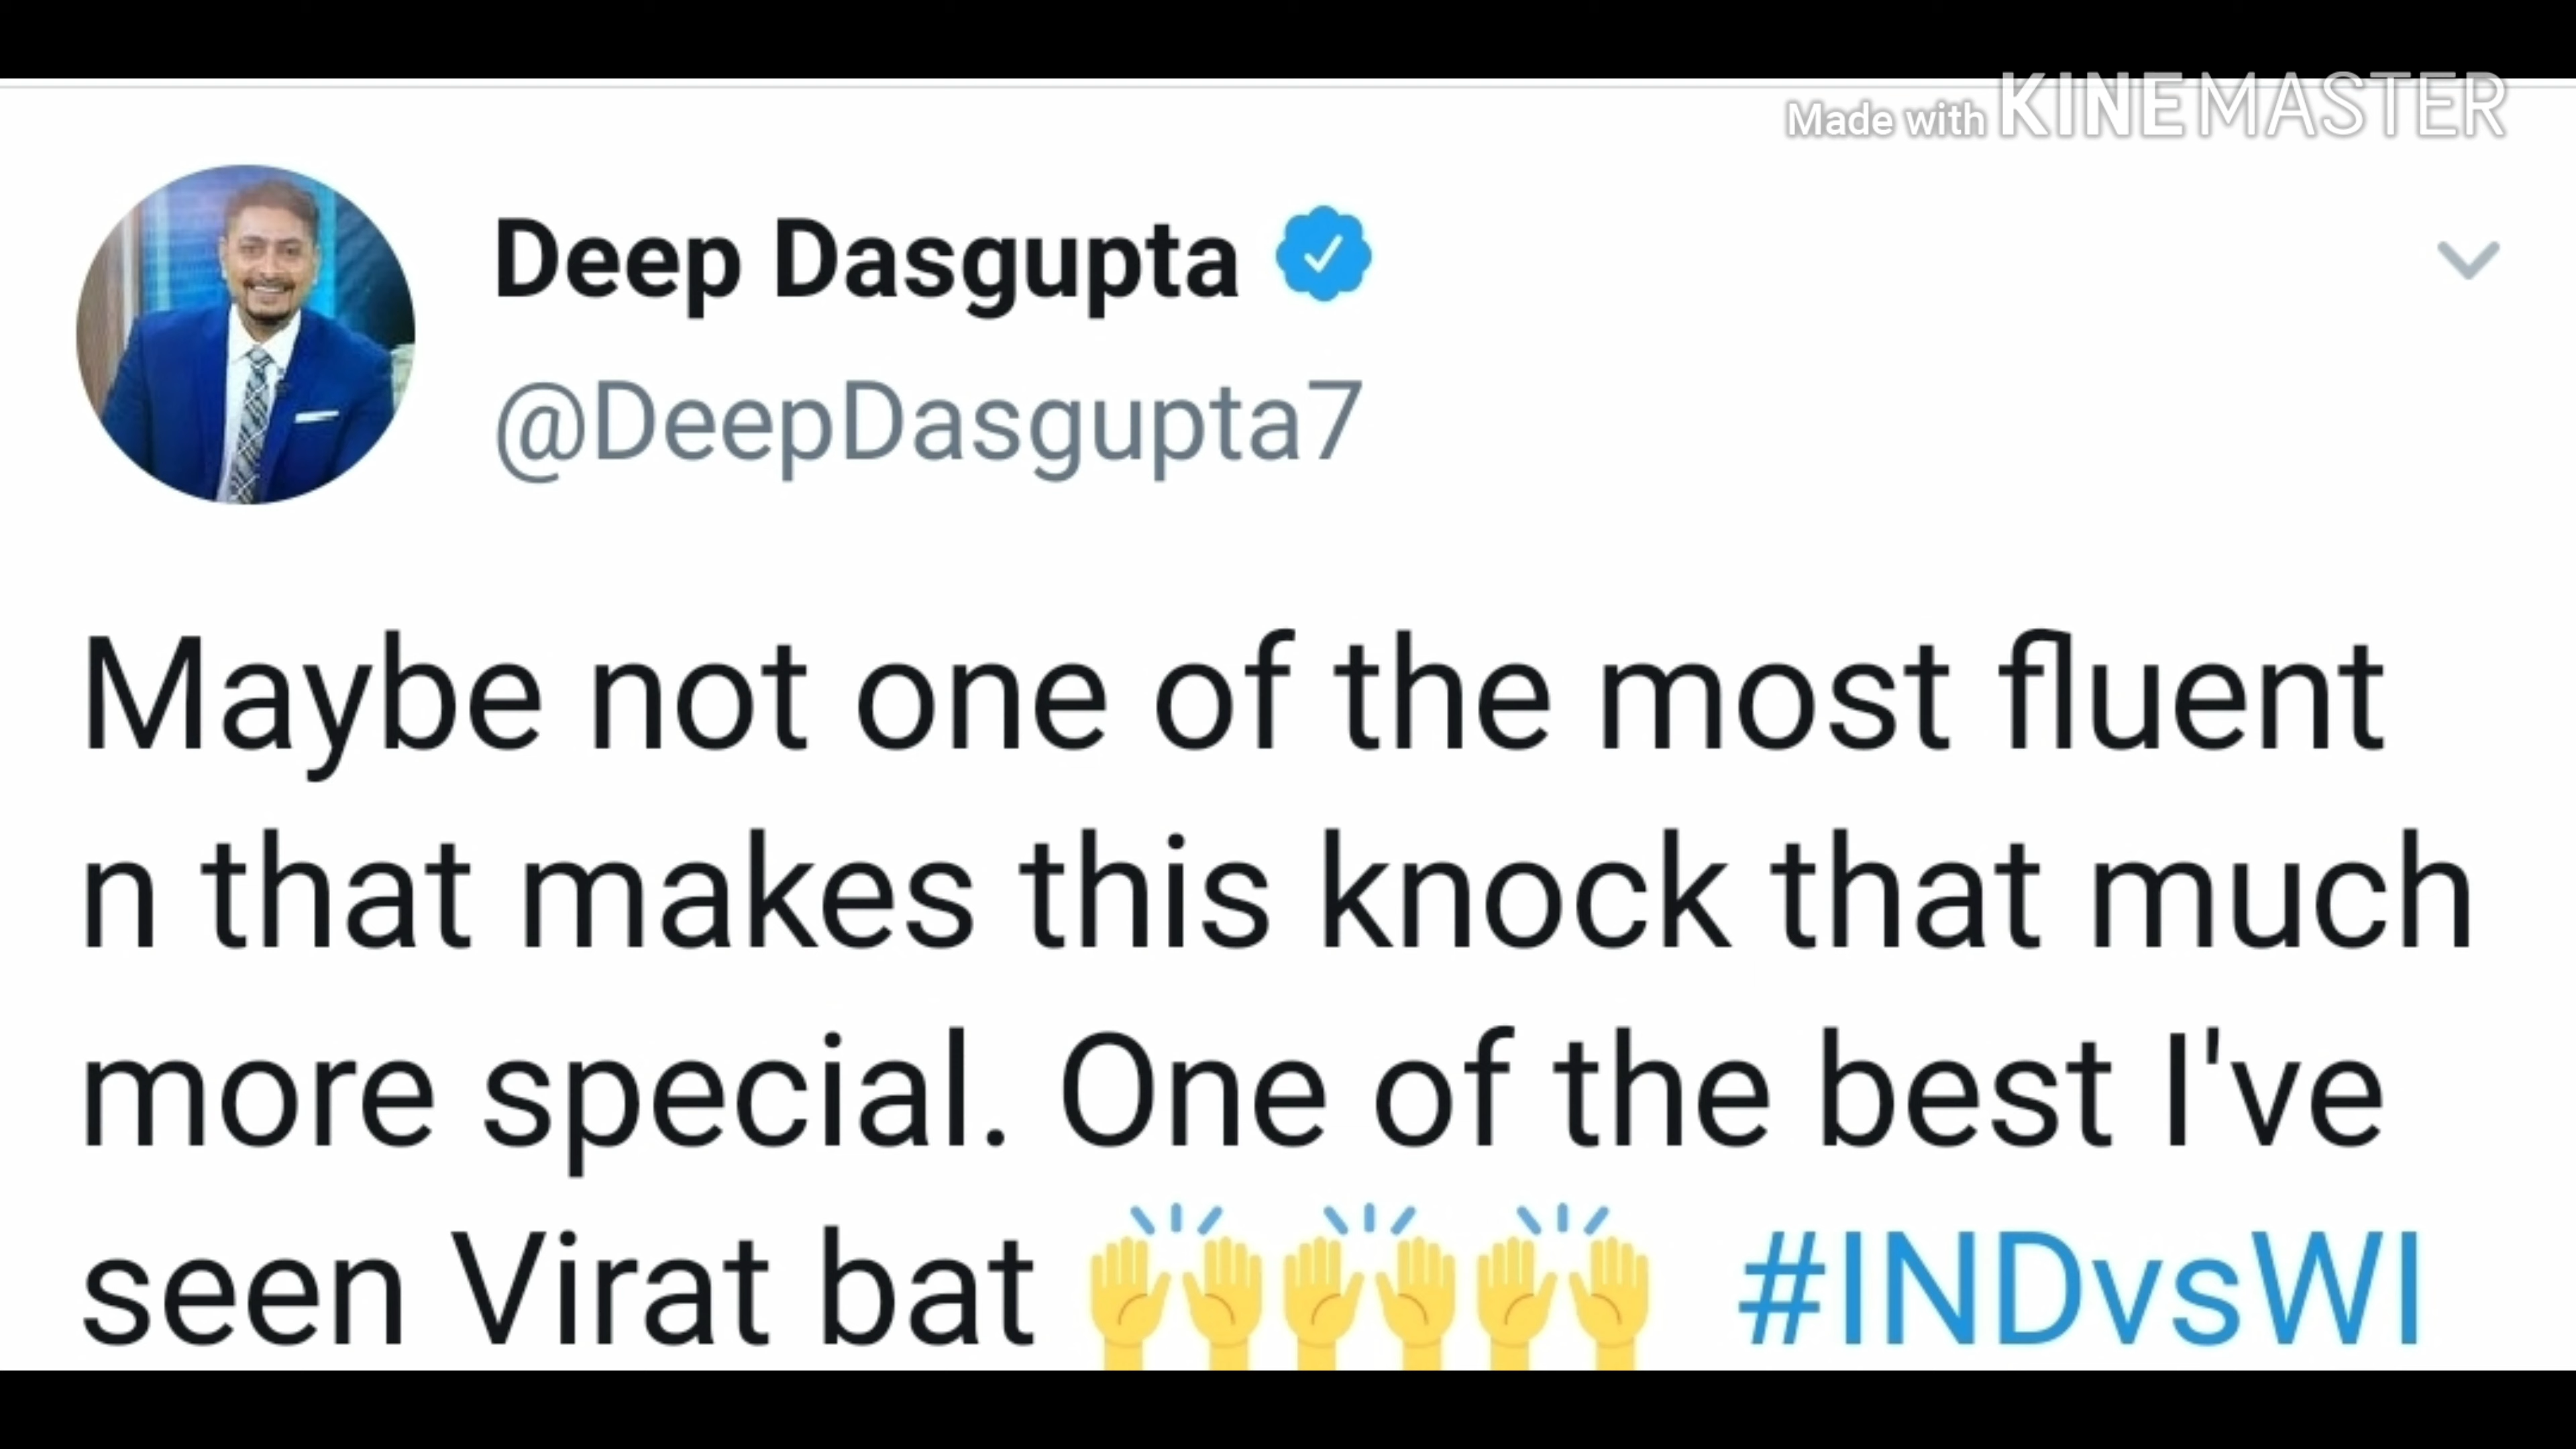 Made with KINEMASTER
Deep Dasgupta
@DeepDasgupta7
Maybe not one of the most fluent
n that makes this knock that much
more special. One of the best I've
seen Virat bat 🙌🙌🙌 #INDvsWI